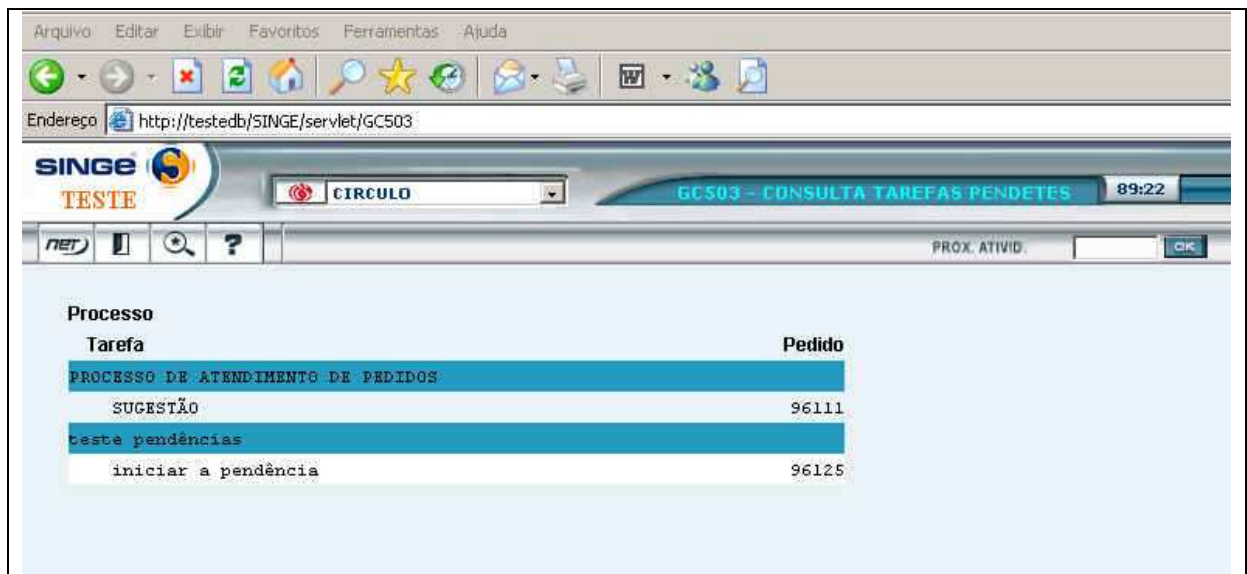 Arquivo Editar Exibir Favoritos Ferramentas Ajuda
Endereço http://testedb/SINGE/servlet/GC503
SINGE
TESTE
CIRCULO
GC503 - CONSULTA TAREFAS PENDETES
89:22
net
?
PROX. ATIVID.
OK
Processo
Tarefa Pedido
PROCESSO DE ATENDIMENTO DE PEDIDOS
SUGESTÃO 96111
teste pendências
iniciar a pendência 96125